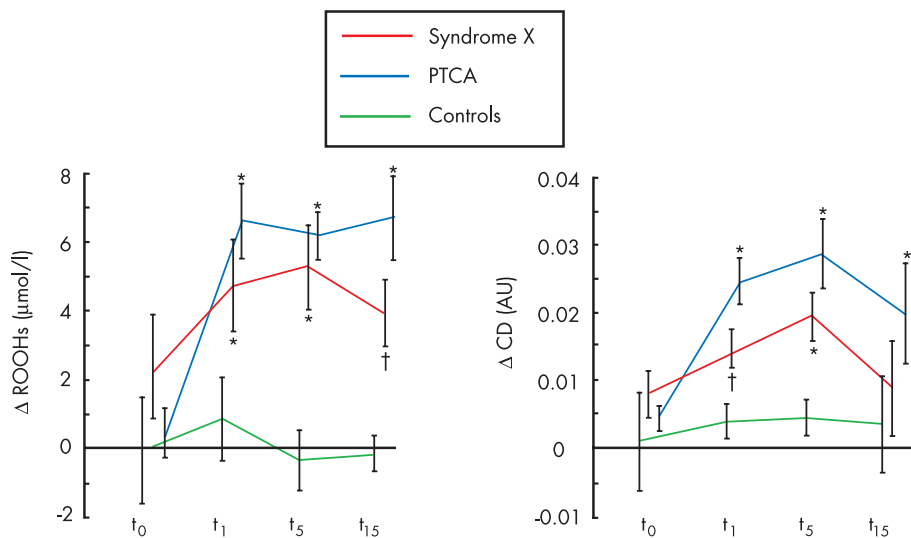 Syndrome X
PTCA
Controls
Δ ROOHs (μmol/l)
8
6
4
2
0
-2
* * *
* * †
t0 t1 t5 t15
Δ CD (AU)
0.04
0.03
0.02
0.01
0
-0.01
* * *
† *
t0 t1 t5 t15